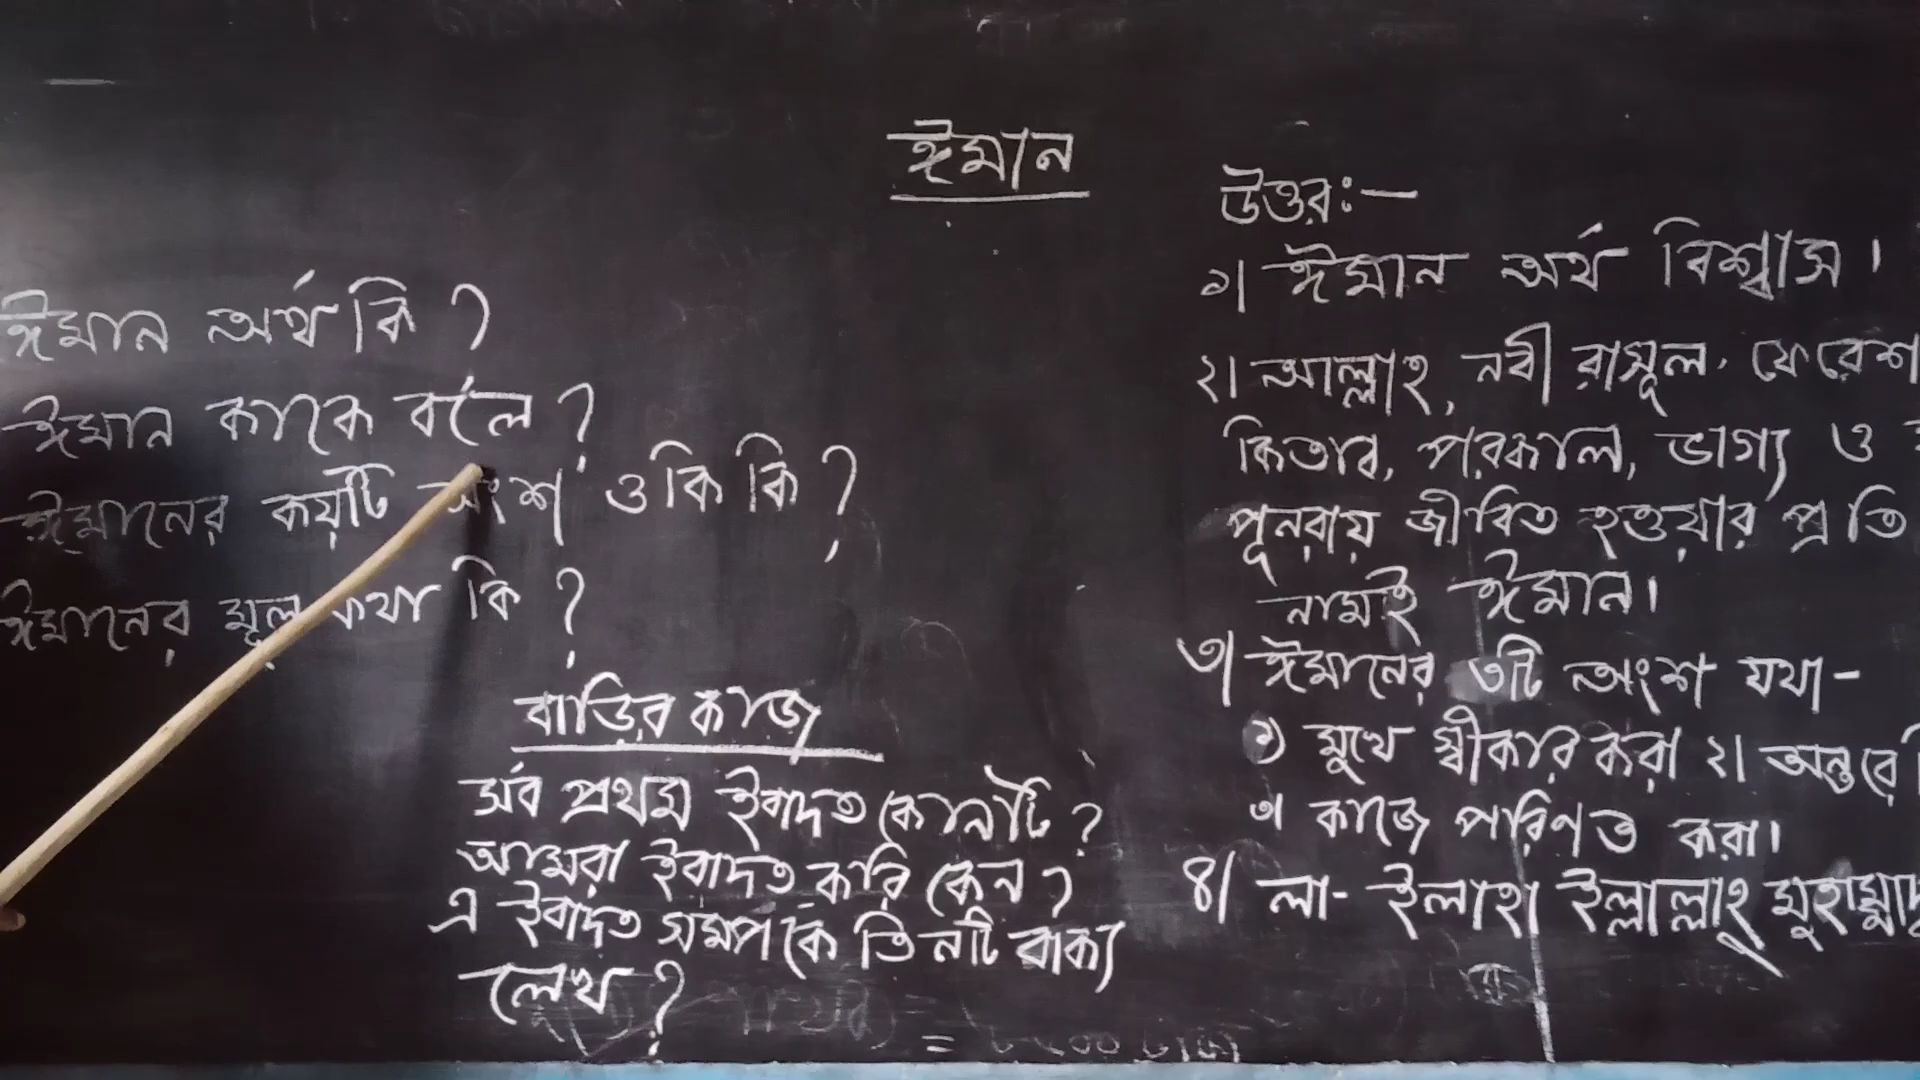 ঈমান
ঈমান অর্থ কি ?
ঈমান কাকে বলে ?
ঈমানের কয়টি অংশ ও কি কি ?
ঈমানের মূল কথা কি ?
বাড়ির কাজ
সর্ব প্রথম ইবাদত কোনটি ?
আমরা ইবাদত করি কেন ?
এ ইবাদত সম্পর্কে তিনটি বাক্য
লেখ ?
উত্তরঃ—
১। ঈমান অর্থ বিশ্বাস।
২। আল্লাহ, নবী রাসূল, ফেরেশ
কিতাব, পরকাল, ভাগ্য ও
পূনরায় জীবিত হওয়ার প্রতি
নামই ঈমান।
৩। ঈমানের ৩টি অংশ যথা-
১) মুখে স্বীকার করা ২। অন্তরে
৩। কাজে পরিণত করা।
৪। লা- ইলাহা ইল্লাল্লাহু মুহাম্মাদ